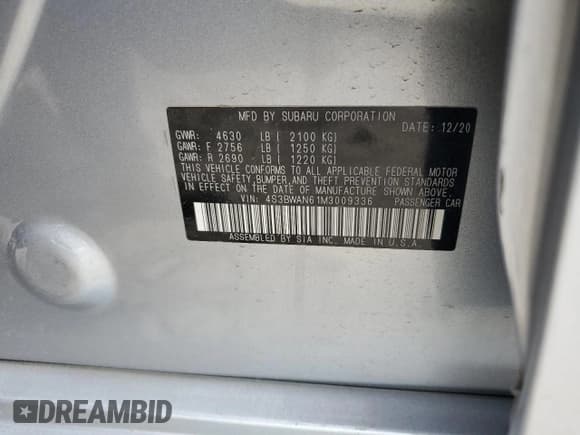 MFD BY SUBARU CORPORATION
DATE: 12/20
GVWR: 4630 LB ( 2100 KG)
GAWR: F 2756 LB ( 1250 KG)
GAWR: R 2690 LB ( 1220 KG)
THIS VEHICLE CONFORMS TO ALL APPLICABLE FEDERAL MOTOR
VEHICLE SAFETY,BUMPER,AND THEFT PREVENTION STANDARDS
IN EFFECT ON THE DATE OF MANUFACTURE SHOWN ABOVE.
VIN: 4S3BWAN61M3009336 PASSENGER CAR
ASSEMBLED BY SIA INC. MADE IN U.S.A.
DREAMBID